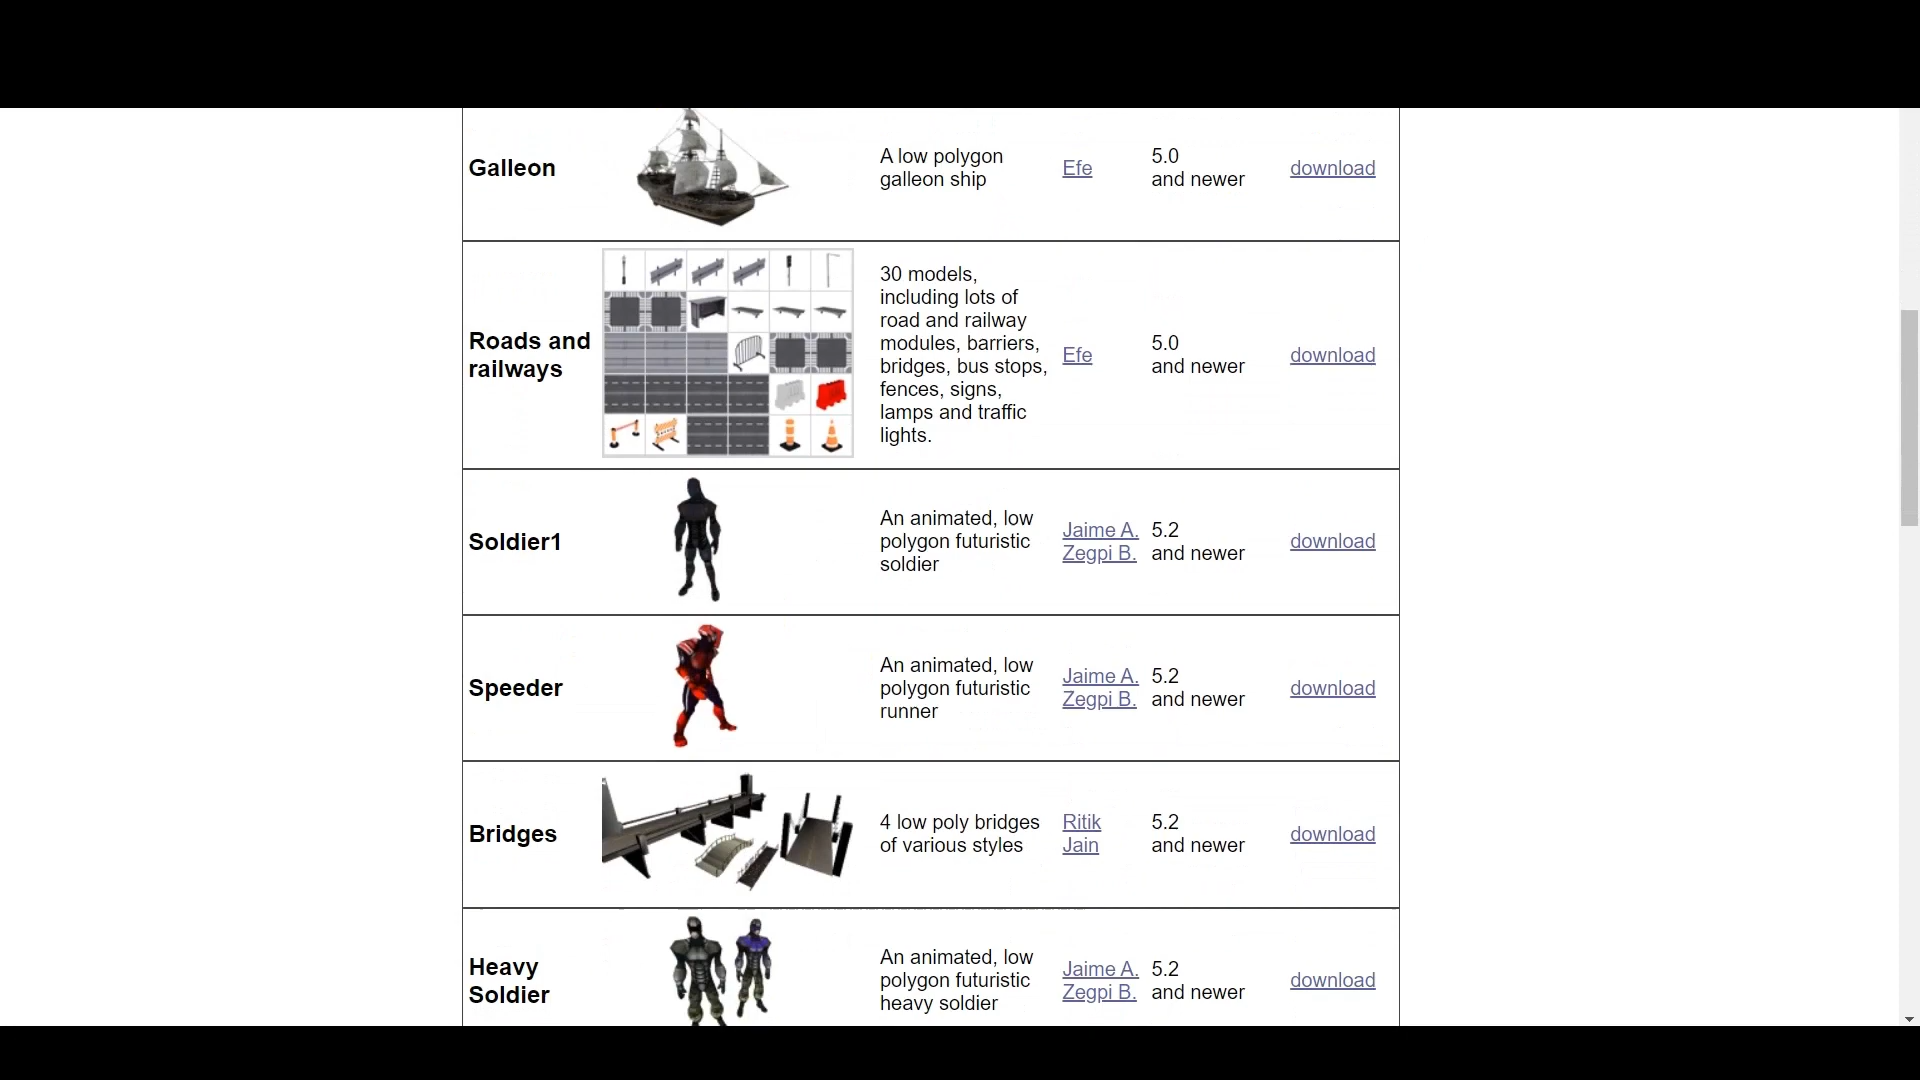 Galleon
A low polygon
galleon ship
Efe
5.0
and newer
download
Roads and
railways
30 models,
including lots of
road and railway
modules, barriers,
bridges, bus stops,
fences, signs,
lamps and traffic
lights.
Efe
5.0
and newer
download
Soldier1
An animated, low
polygon futuristic
soldier
Jaime A.
Zegpi B.
5.2
and newer
download
Speeder
An animated, low
polygon futuristic
runner
Jaime A.
Zegpi B.
5.2
and newer
download
Bridges
4 low poly bridges
of various styles
Ritik
Jain
5.2
and newer
download
Heavy
Soldier
An animated, low
polygon futuristic
heavy soldier
Jaime A.
Zegpi B.
5.2
and newer
download